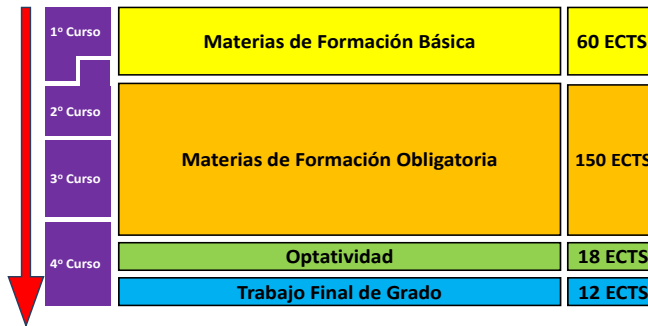 1º Curso
Materias de Formación Básica
60 ECTS
2º Curso
3º Curso
Materias de Formación Obligatoria
150 ECTS
4º Curso
Optatividad
18 ECTS
Trabajo Final de Grado
12 ECTS